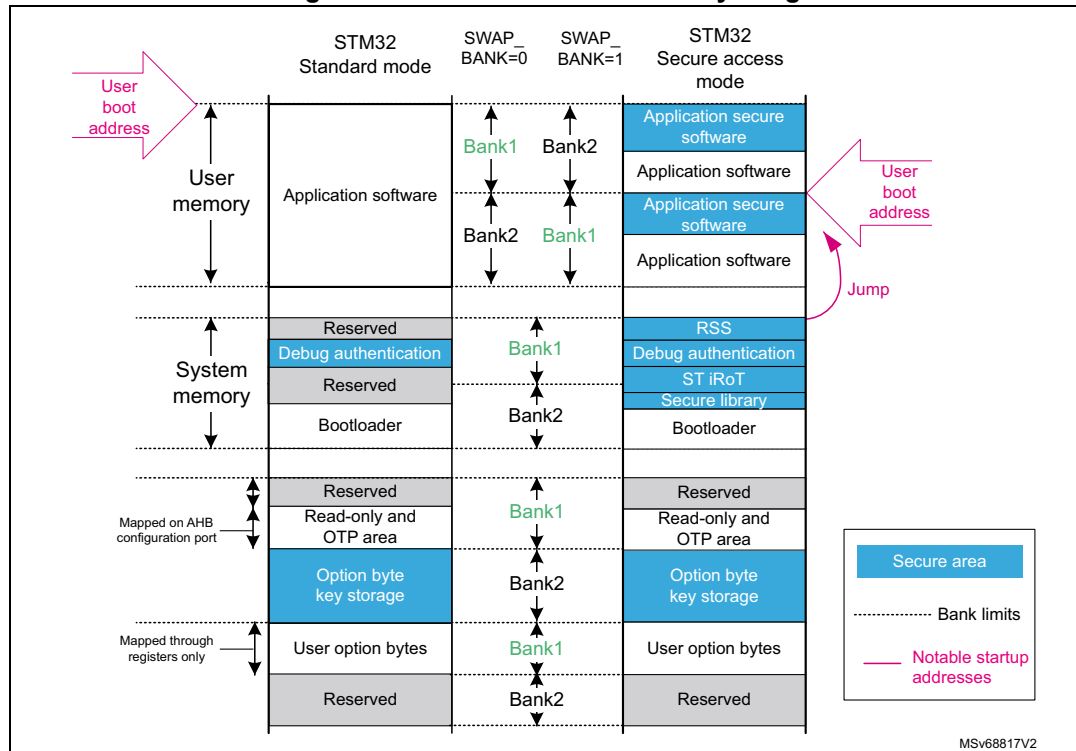 STM32
Standard mode
SWAP_
BANK=0
SWAP_
BANK=1
STM32
Secure access
mode
User
boot
address
User
memory
Application software
Bank1
Bank2
Bank2
Bank1
Application secure
software
Application software
Application secure
software
Application software
User
boot
address
Jump
System
memory
Reserved
Debug authentication
Reserved
Bootloader
Bank1
Bank2
RSS
Debug authentication
ST iRoT
Secure library
Bootloader
Mapped on AHB
configuration port
Reserved
Read-only and
OTP area
Option byte
key storage
Bank1
Bank2
Reserved
Read-only and
OTP area
Option byte
key storage
Mapped through
registers only
User option bytes
Reserved
Bank1
Bank2
User option bytes
Reserved
Secure area
Bank limits
Notable startup
addresses
MSv68817V2